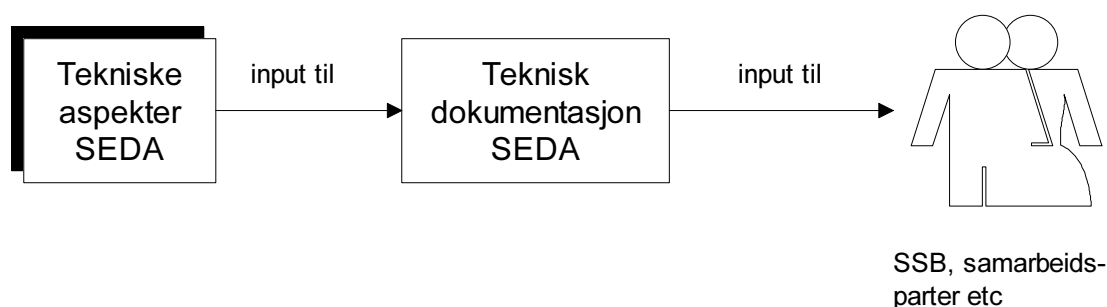 Tekniske
aspekter
SEDA
input til
Teknisk
dokumentasjon
SEDA
input til
SSB, samarbeids-
parter etc